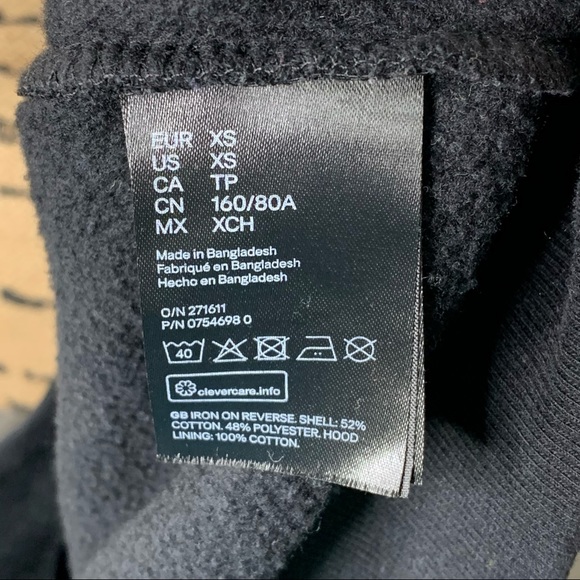 EUR XS
US XS
CA TP
CN 160/80A
MX XCH
Made in Bangladesh
Fabriqué en Bangladesh
Hecho en Bangladesh
O/N 271611
P/N 0754698 0
40
clevercare.info
GB IRON ON REVERSE. SHELL: 52%
COTTON. 48% POLYESTER. HOOD
LINING: 100% COTTON.